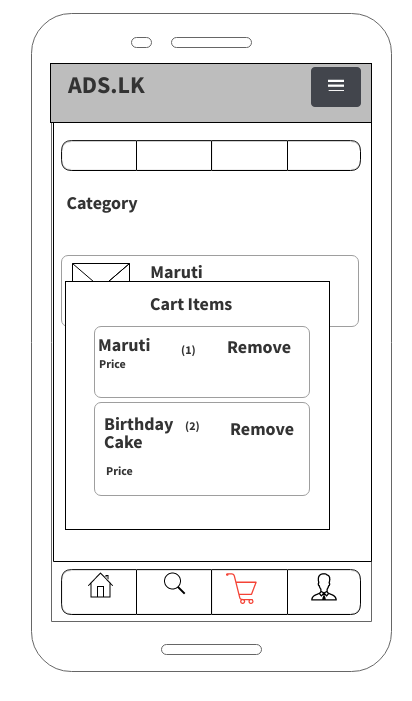 ADS.LK
Category
Maruti
Cart Items
Maruti (1) Remove
Price
Birthday (2) Remove
Cake
Price